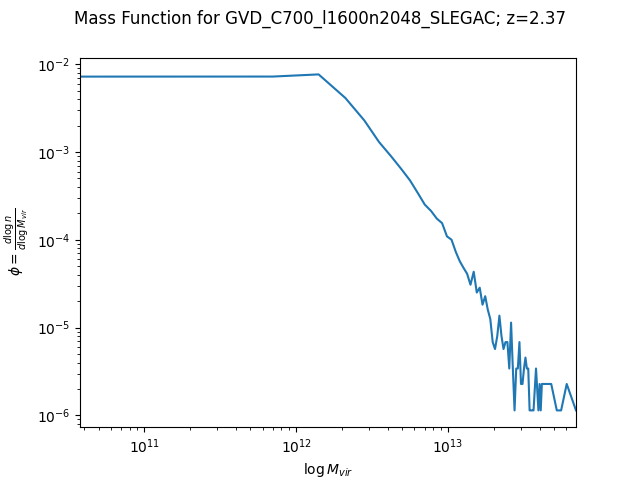 Mass Function for GVD_C700_l1600n2048_SLEGAC; z=2.37
10⁻²
10⁻³
10⁻⁴
10⁻⁵
10⁻⁶
ϕ = d log n / d log M_vir
10¹¹
10¹²
10¹³
log M_vir